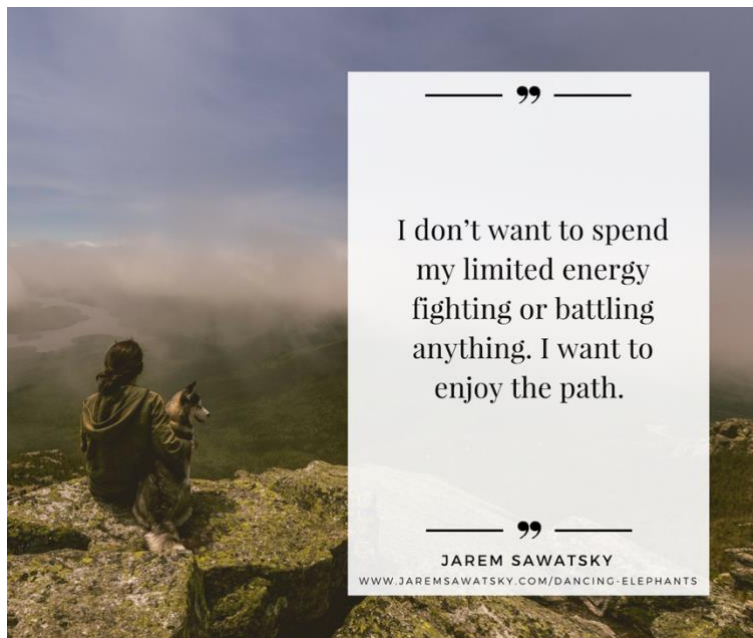 ”
I don’t want to spend
my limited energy
fighting or battling
anything. I want to
enjoy the path.
”
JAREM SAWATSKY
WWW.JAREMSAWATSKY.COM/DANCING-ELEPHANTS